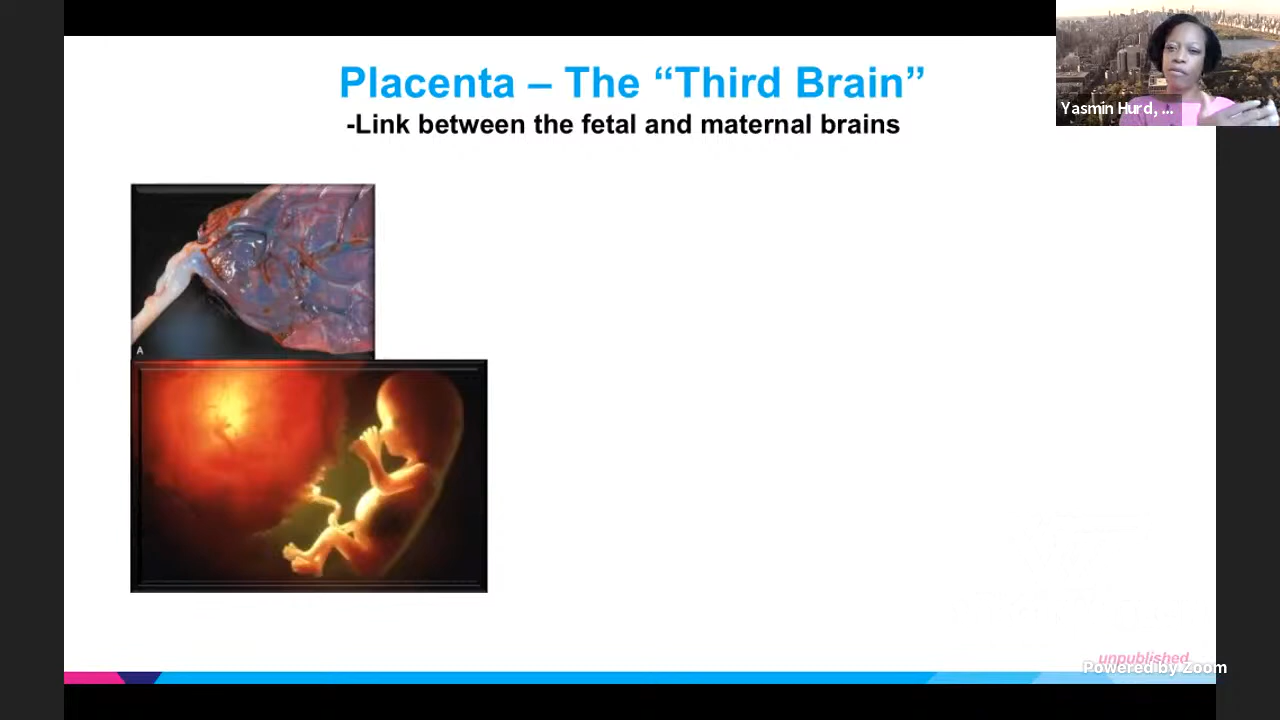 Placenta – The “Third Brain”
-Link between the fetal and maternal brains
Yasmin Hurd, ...
A
unpublished
Powered by Zoom